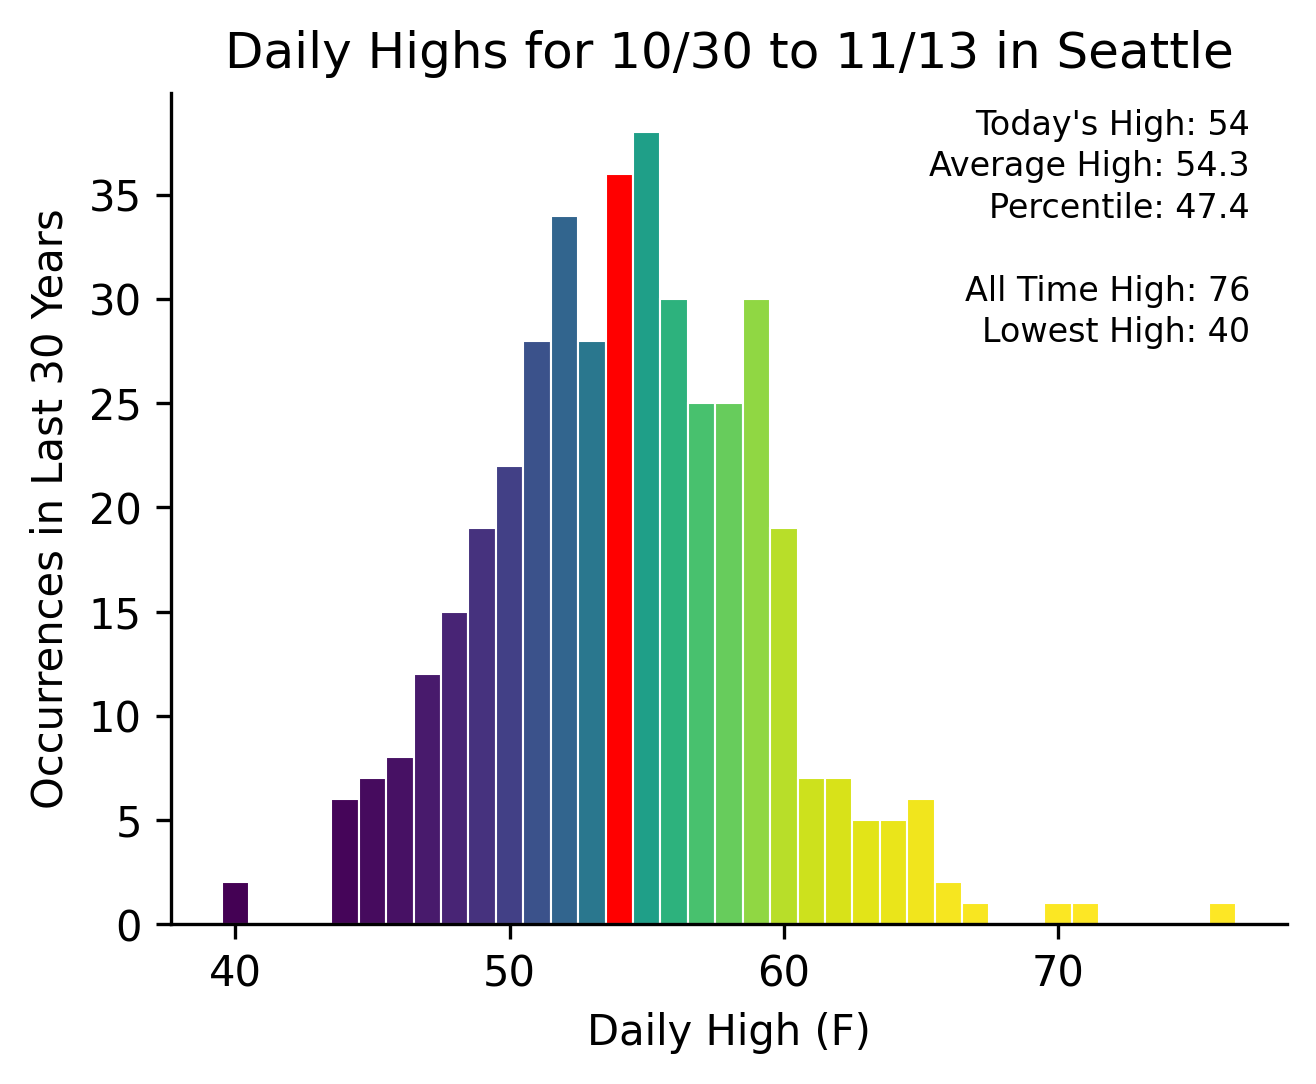 Daily Highs for 10/30 to 11/13 in Seattle
Today's High: 54
Average High: 54.3
Percentile: 47.4
All Time High: 76
Lowest High: 40
Occurrences in Last 30 Years
35
30
25
20
15
10
5
0
40 50 60 70
Daily High (F)